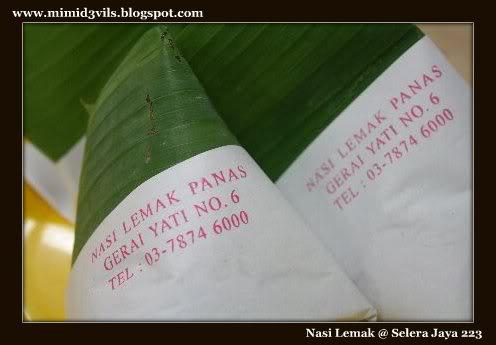 www.mimid3vils.blogspot.com
NASI LEMAK PANAS
GERAI YATI NO. 6
TEL : 03-7874 6000
NASI LEMAK PANAS
GERAI YATI NO. 6
TEL : 03-7874 6000
Nasi Lemak @ Selera Jaya 223